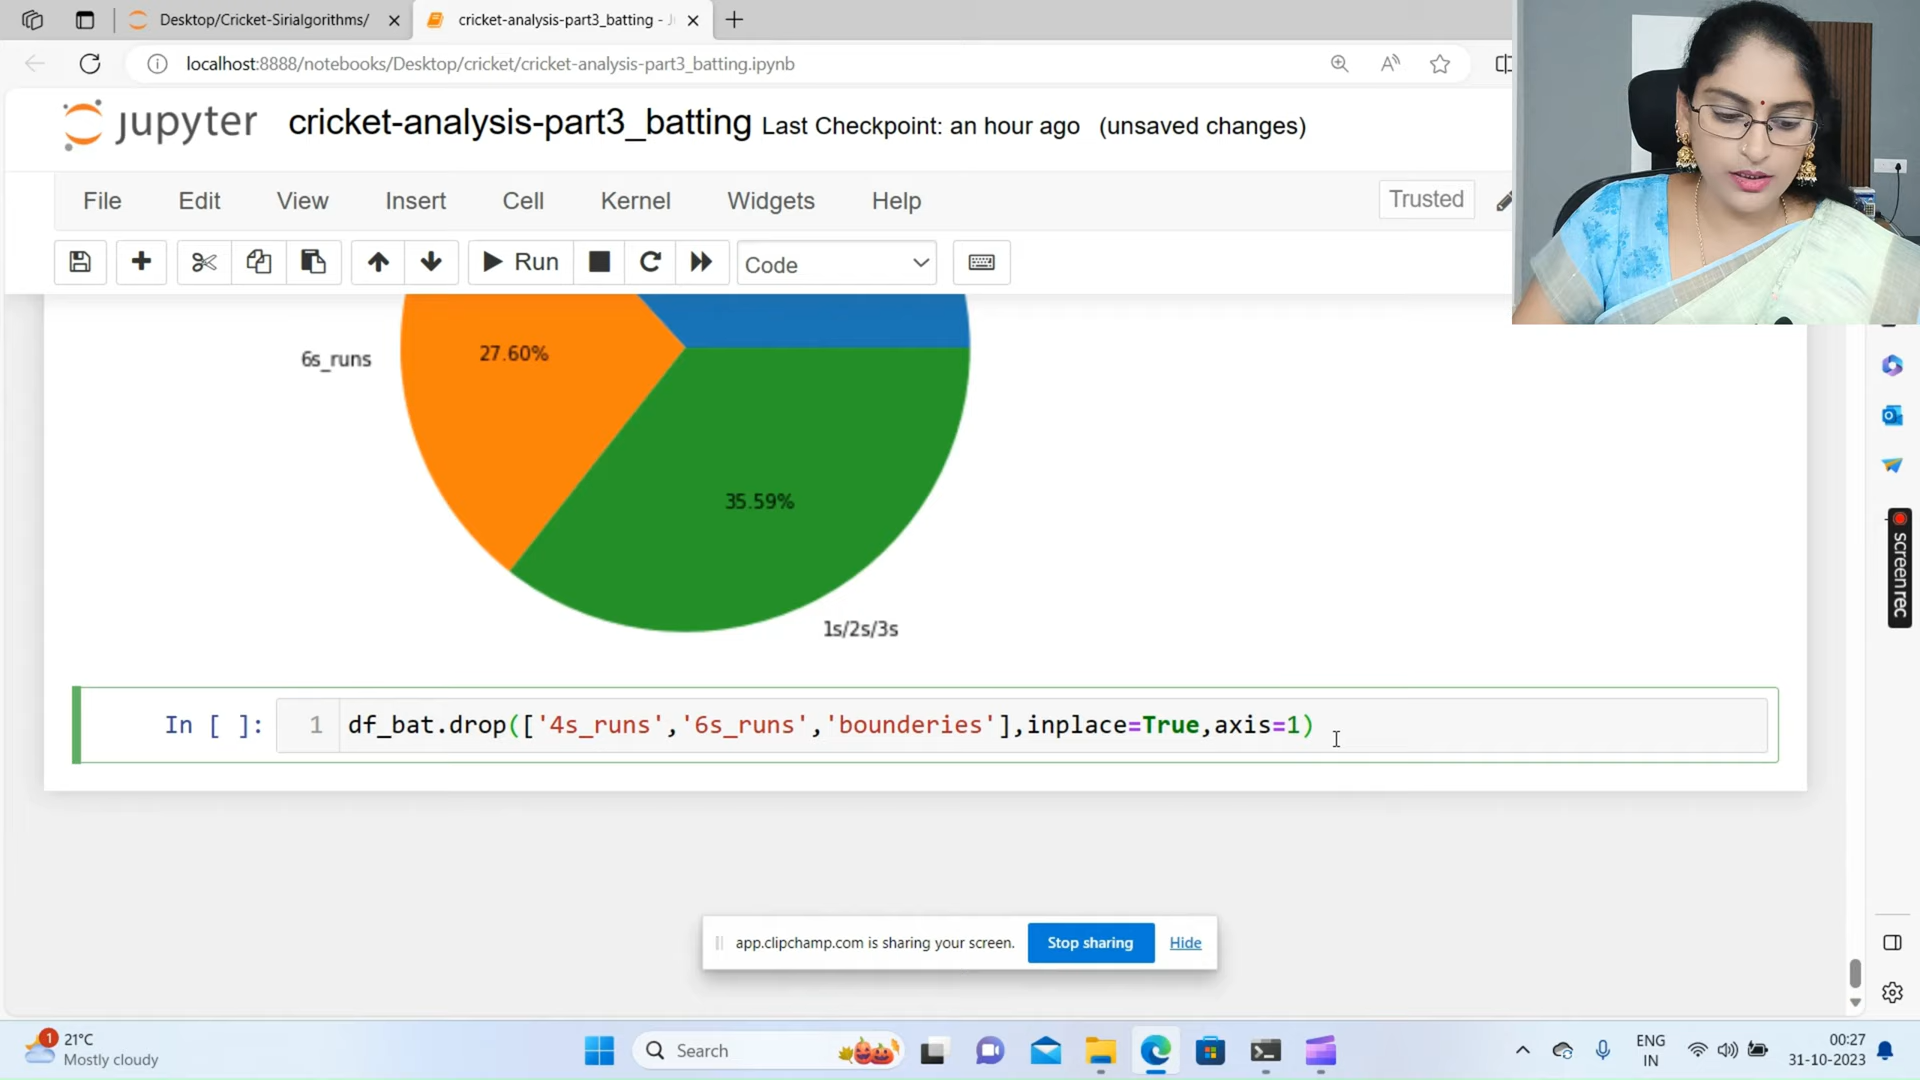 Desktop/Cricket-Sirialgorithms/
cricket-analysis-part3_batting - J
localhost:8888/notebooks/Desktop/cricket/cricket-analysis-part3_batting.ipynb
jupyter cricket-analysis-part3_batting Last Checkpoint: an hour ago (unsaved changes)
File Edit View Insert Cell Kernel Widgets Help Trusted
Run Code
6s_runs 27.60%
35.59%
1s/2s/3s
In [ ]: 1 df_bat.drop(['4s_runs','6s_runs','bounderies'],inplace=True,axis=1)
screenrec
app.clipchamp.com is sharing your screen. Stop sharing Hide
1
21°C
Mostly cloudy
Search
ENG
IN
00:27
31-10-2023